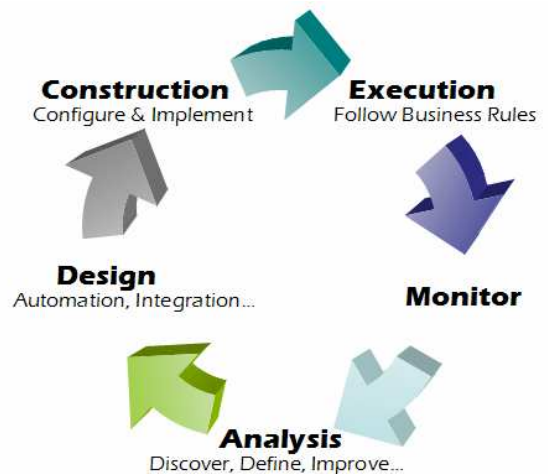 Construction
Configure & Implement
Execution
Follow Business Rules
Design
Automation, Integration...
Monitor
Analysis
Discover, Define, Improve...